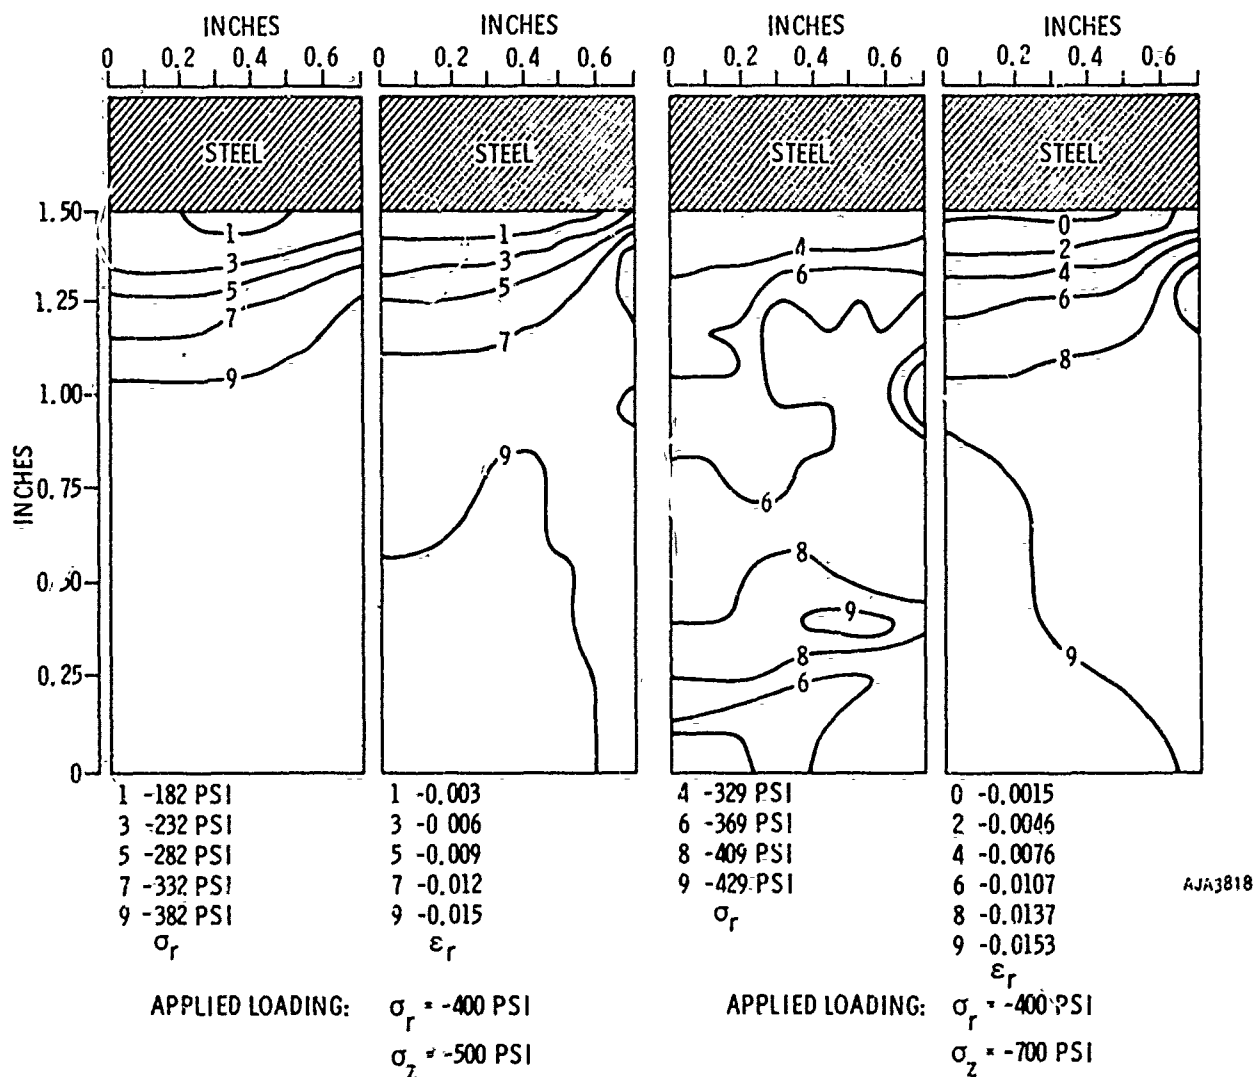 INCHES INCHES INCHES INCHES
0 0.2 0.4 0.6 0 0.2 0.4 0.6 0 0.2 0.4 0.6 0 0.2 0.4 0.6
STEEL STEEL STEEL STEEL
1.50
1.25
1.00
0.75
0.50
0.25
0
INCHES
1
3
5
7
9
1
3
5
7
9
4
6
6
8
9
8
6
0
2
4
6
8
9
1 -182 PSI
3 -232 PSI
5 -282 PSI
7 -332 PSI
9 -382 PSI
σr
1 -0.003
3 -0 006
5 -0.009
7 -0.012
9 -0.015
εr
4 -329 PSI
6 -369 PSI
8 -409 PSI
9 -429 PSI
σr
0 -0.0015
2 -0.0046
4 -0.0076
6 -0.0107
8 -0.0137
9 -0.0153
εr
AJA3818
APPLIED LOADING: σr = -400 PSI
σz = -500 PSI
APPLIED LOADING: σr = -400 PSI
σz = -700 PSI